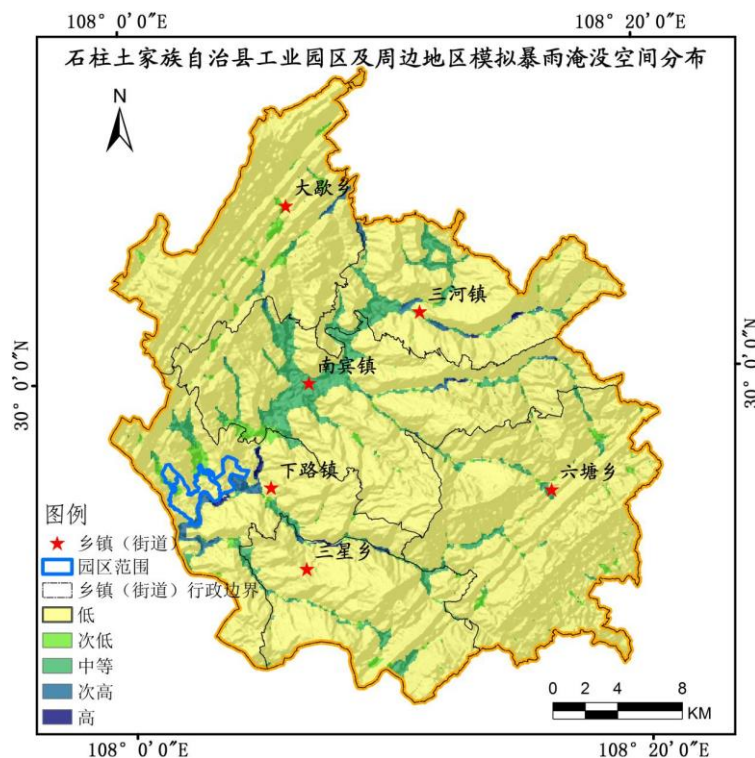 108° 0′0″E
108° 20′0″E
石柱土家族自治县工业园区及周边地区模拟暴雨淹没空间分布
N
大歇乡
三河镇
30° 0′0″N
南宾镇
30° 0′0″N
下路镇
六塘乡
三星乡
图例
乡镇（街道）
园区范围
乡镇（街道）行政边界
低
次低
中等
次高
高
0 2 4 8
KM
108° 0′0″E
108° 20′0″E